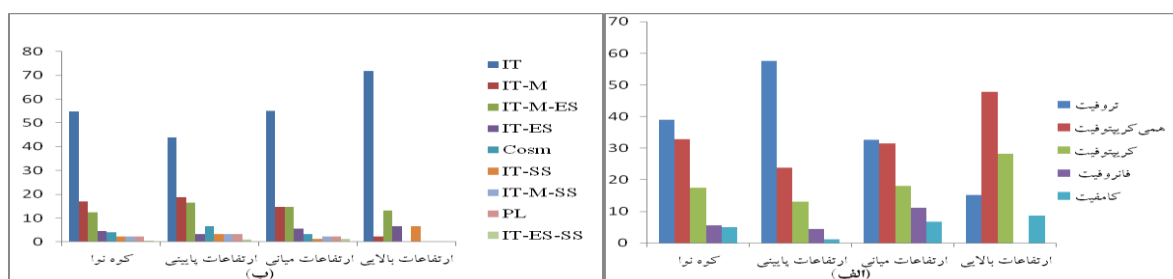 80
70
60
50
40
30
20
10
0
کوه نوا
ارتفاعات پایینی
ارتفاعات میانی
ارتفاعات بالایی
(ب)
IT
IT-M
IT-M-ES
IT-ES
Cosm
IT-SS
IT-M-SS
PL
IT-ES-SS
70
60
50
40
30
20
10
0
کوه نوا
ارتفاعات پایینی
ارتفاعات میانی
ارتفاعات بالایی
(الف)
تروفیت
همی‌کریپتوفیت
کریپتوفیت
فانروفیت
کامفیت